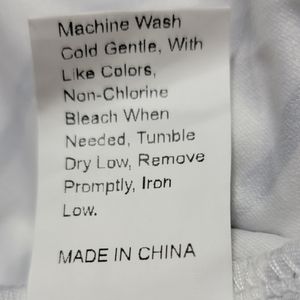 Machine Wash
Cold Gentle, With
Like Colors,
Non-Chlorine
Bleach When
Needed, Tumble
Dry Low, Remove
Promptly, Iron
Low.
MADE IN CHINA